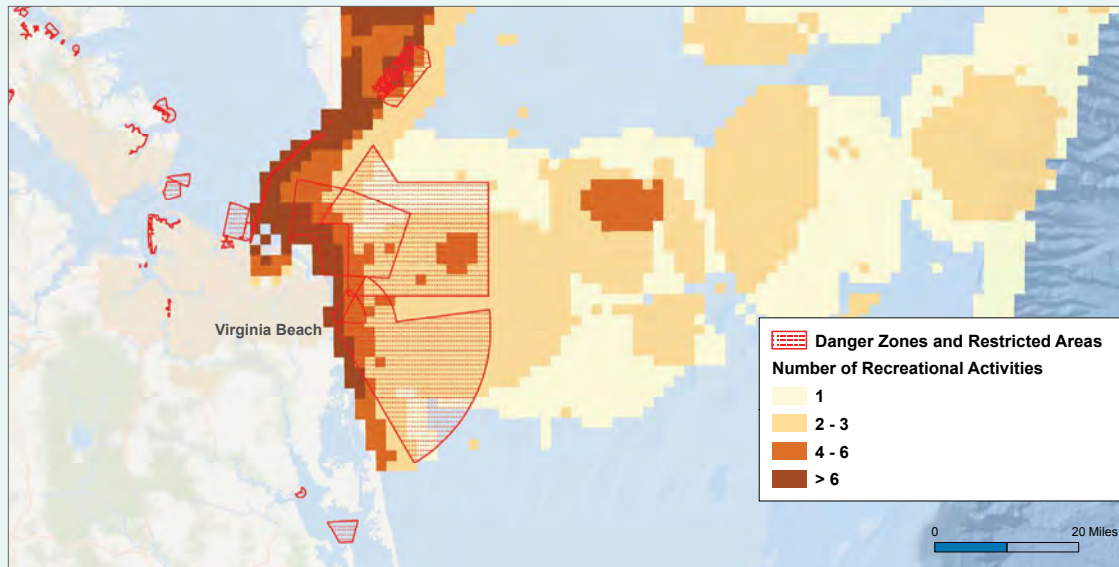 Virginia Beach
Danger Zones and Restricted Areas
Number of Recreational Activities
1
2 - 3
4 - 6
> 6
0 20 Miles